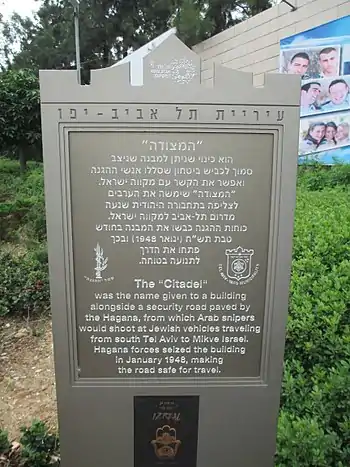 עיריית תל אביב-יפו
"המצודה"
הוא כינוי שניתן למבנה שניצב
סמוך לכביש ביטחון שסללו אנשי ההגנה
ואפשר את הקשר עם מקווה ישראל.
"המצודה" שימשה את הערבים
לצליפה בתחבורה היהודית שנעה
מדרום תל-אביב למקווה ישראל.
כוחות ההגנה כבשו את המבנה בחודש
טבת תש"ח (ינואר 1948) ובכך
פתחו את הדרך
לתנועה בטוחה.
The "Citadel"
was the name given to a building
alongside a security road paved by
the Hagana, from which Arab snipers
would shoot at Jewish vehicles traveling
from south Tel Aviv to Mikve Israel.
Hagana forces seized the building
in January 1948, making
the road safe for travel.